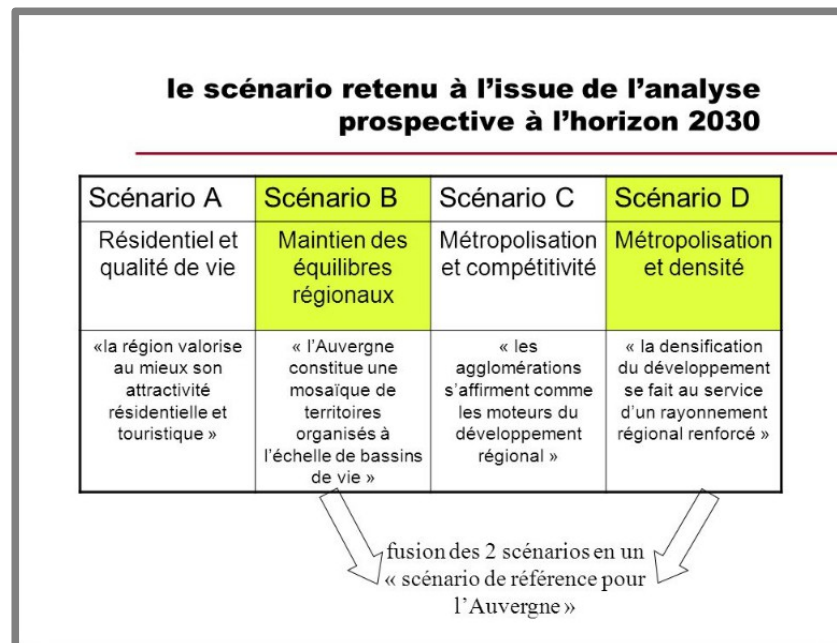 le scénario retenu à l'issue de l'analyse
prospective à l'horizon 2030
Scénario A
Scénario B
Scénario C
Scénario D
Résidentiel et
qualité de vie
Maintien des
équilibres
régionaux
Métropolisation
et compétitivité
Métropolisation
et densité
«la région valorise
au mieux son
attractivité
résidentielle et
touristique »
« l'Auvergne
constitue une
mosaïque de
territoires
organisés à
l'échelle de bassins
de vie »
« les
agglomérations
s'affirment comme
les moteurs du
développement
régional »
« la densification
du développement
se fait au service
d'un rayonnement
régional renforcé »
fusion des 2 scénarios en un
« scénario de référence pour
l'Auvergne »